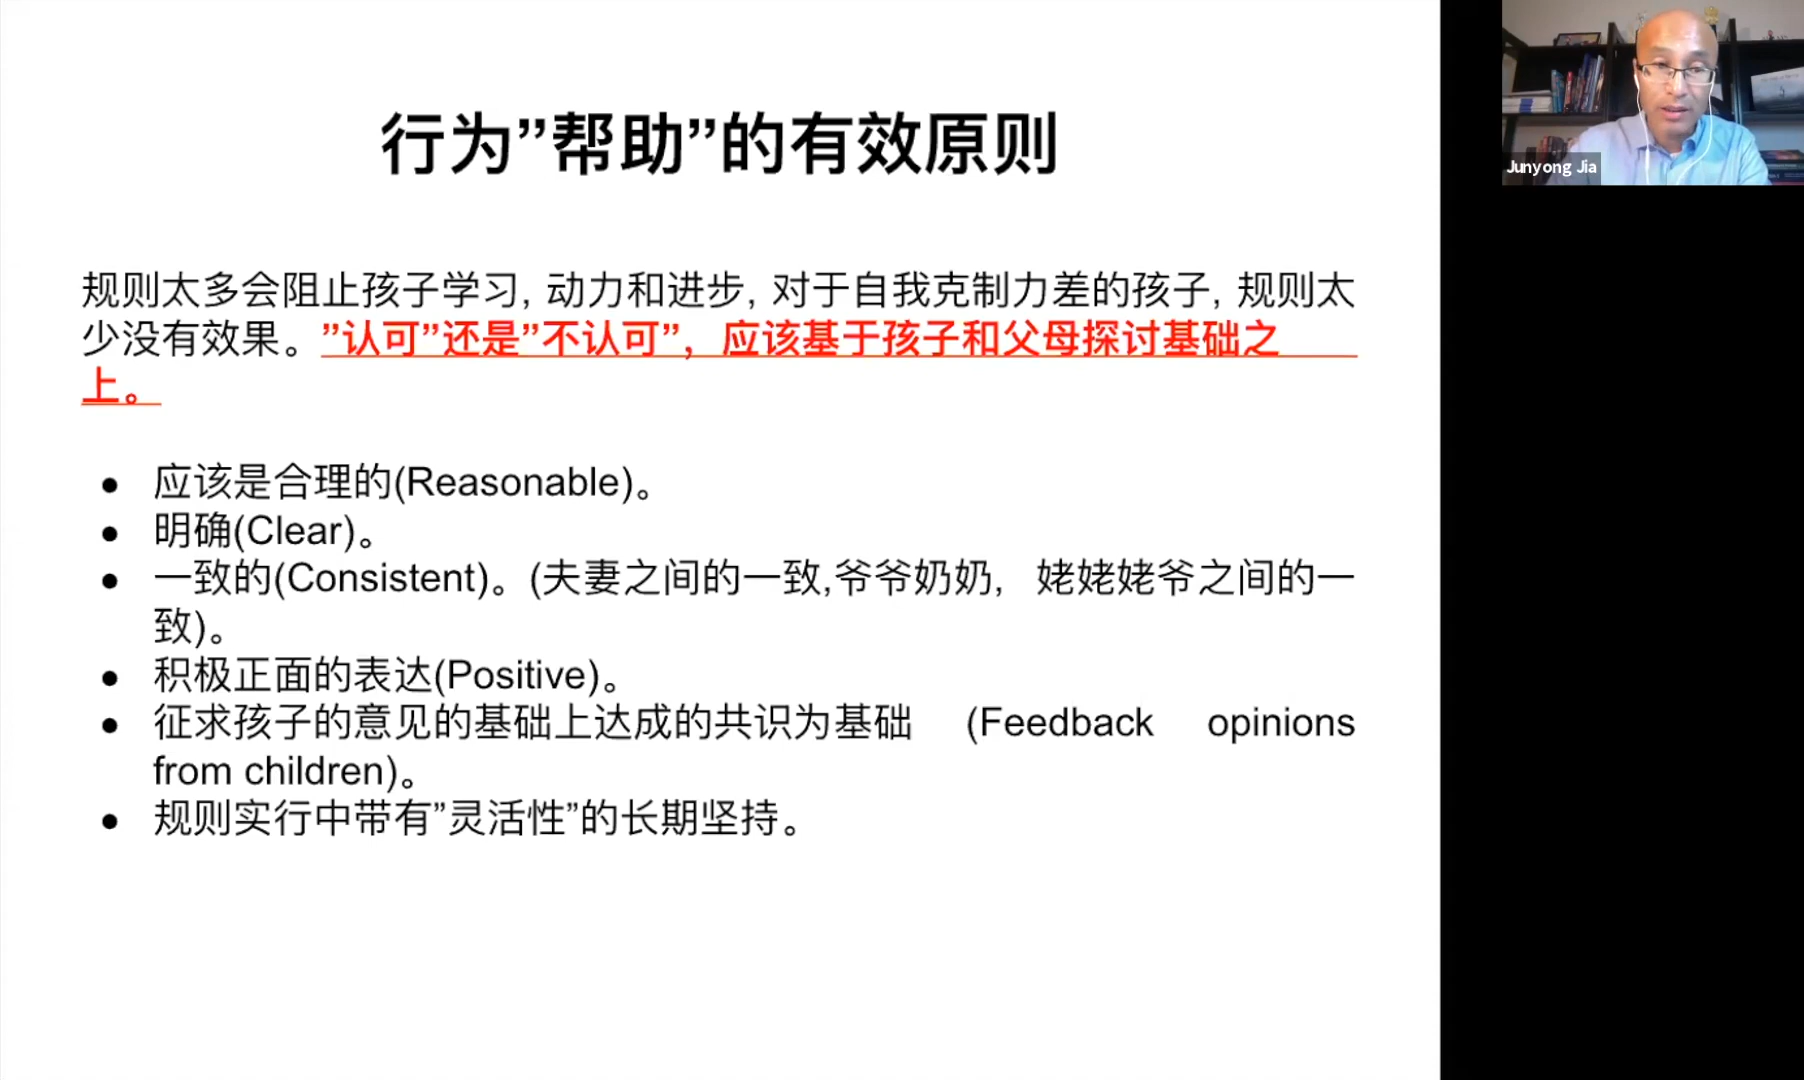 行为”帮助”的有效原则
规则太多会阻止孩子学习, 动力和进步, 对于自我克制力差的孩子, 规则太
少没有效果。”认可”还是”不认可”，应该基于孩子和父母探讨基础之
上。
● 应该是合理的(Reasonable)。
● 明确(Clear)。
● 一致的(Consistent)。(夫妻之间的一致,爷爷奶奶， 姥姥姥爷之间的一
致)。
● 积极正面的表达(Positive)。
● 征求孩子的意见的基础上达成的共识为基础 (Feedback opinions
from children)。
● 规则实行中带有”灵活性”的长期坚持。
Junyong Jia